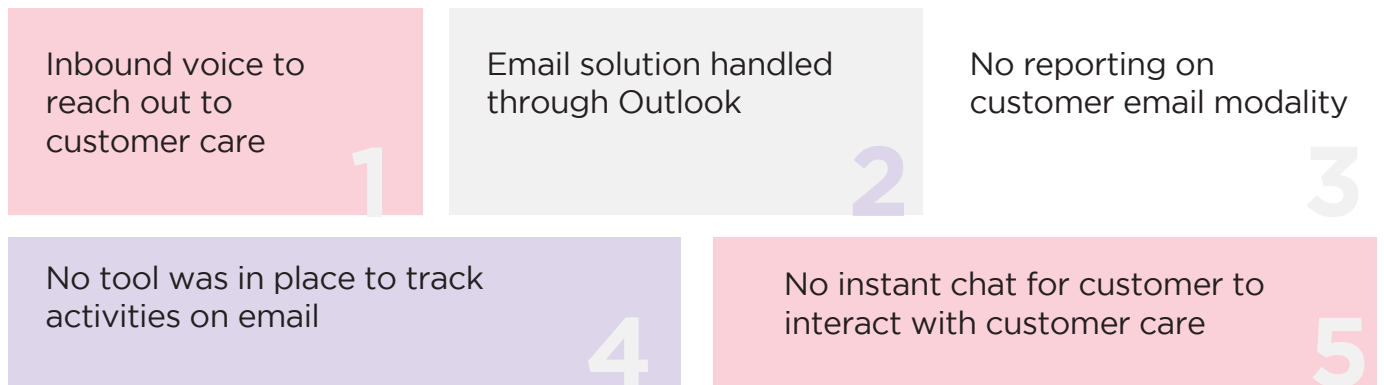 Inbound voice to
reach out to
customer care
1
Email solution handled
through Outlook
2
No reporting on
customer email modality
3
No tool was in place to track
activities on email
4
No instant chat for customer to
interact with customer care
5